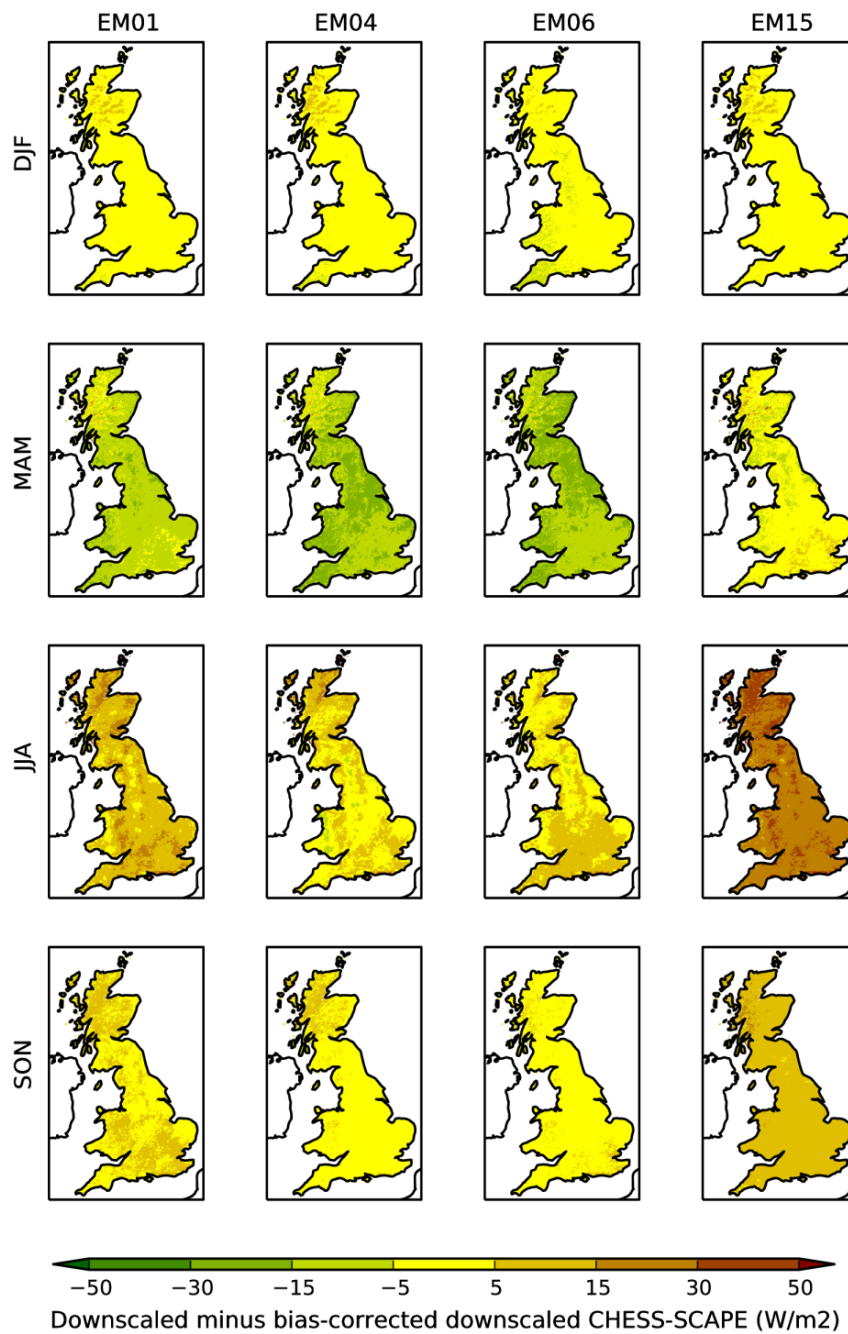 EM01 EM04 EM06 EM15
DJF
MAM
JJA
SON
−50 −30 −15 −5 5 15 30 50
Downscaled minus bias-corrected downscaled CHESS-SCAPE (W/m2)